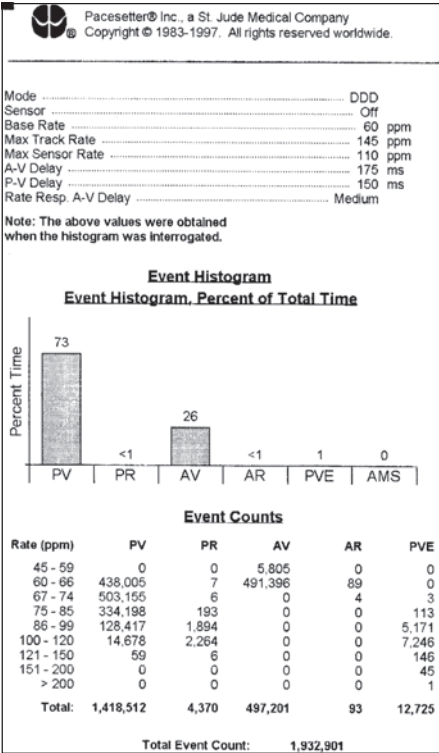 Pacesetter® Inc., a St. Jude Medical Company
® Copyright © 1983-1997. All rights reserved worldwide.
Mode DDD
Sensor Off
Base Rate 60 ppm
Max Track Rate 145 ppm
Max Sensor Rate 110 ppm
A-V Delay 175 ms
P-V Delay 150 ms
Rate Resp. A-V Delay Medium
Note: The above values were obtained
when the histogram was interrogated.
Event Histogram
Event Histogram, Percent of Total Time
Percent Time
73 <1 26 <1 1 0
PV PR AV AR PVE AMS
Event Counts
Rate (ppm) PV PR AV AR PVE
45 - 59 0 0 5,805 0 0
60 - 66 438,005 7 491,396 89 0
67 - 74 503,155 6 0 4 3
75 - 85 334,198 193 0 0 113
86 - 99 128,417 1,894 0 0 5,171
100 - 120 14,678 2,264 0 0 7,246
121 - 150 59 6 0 0 146
151 - 200 0 0 0 0 45
> 200 0 0 0 0 1
Total: 1,418,512 4,370 497,201 93 12,725
Total Event Count: 1,932,901